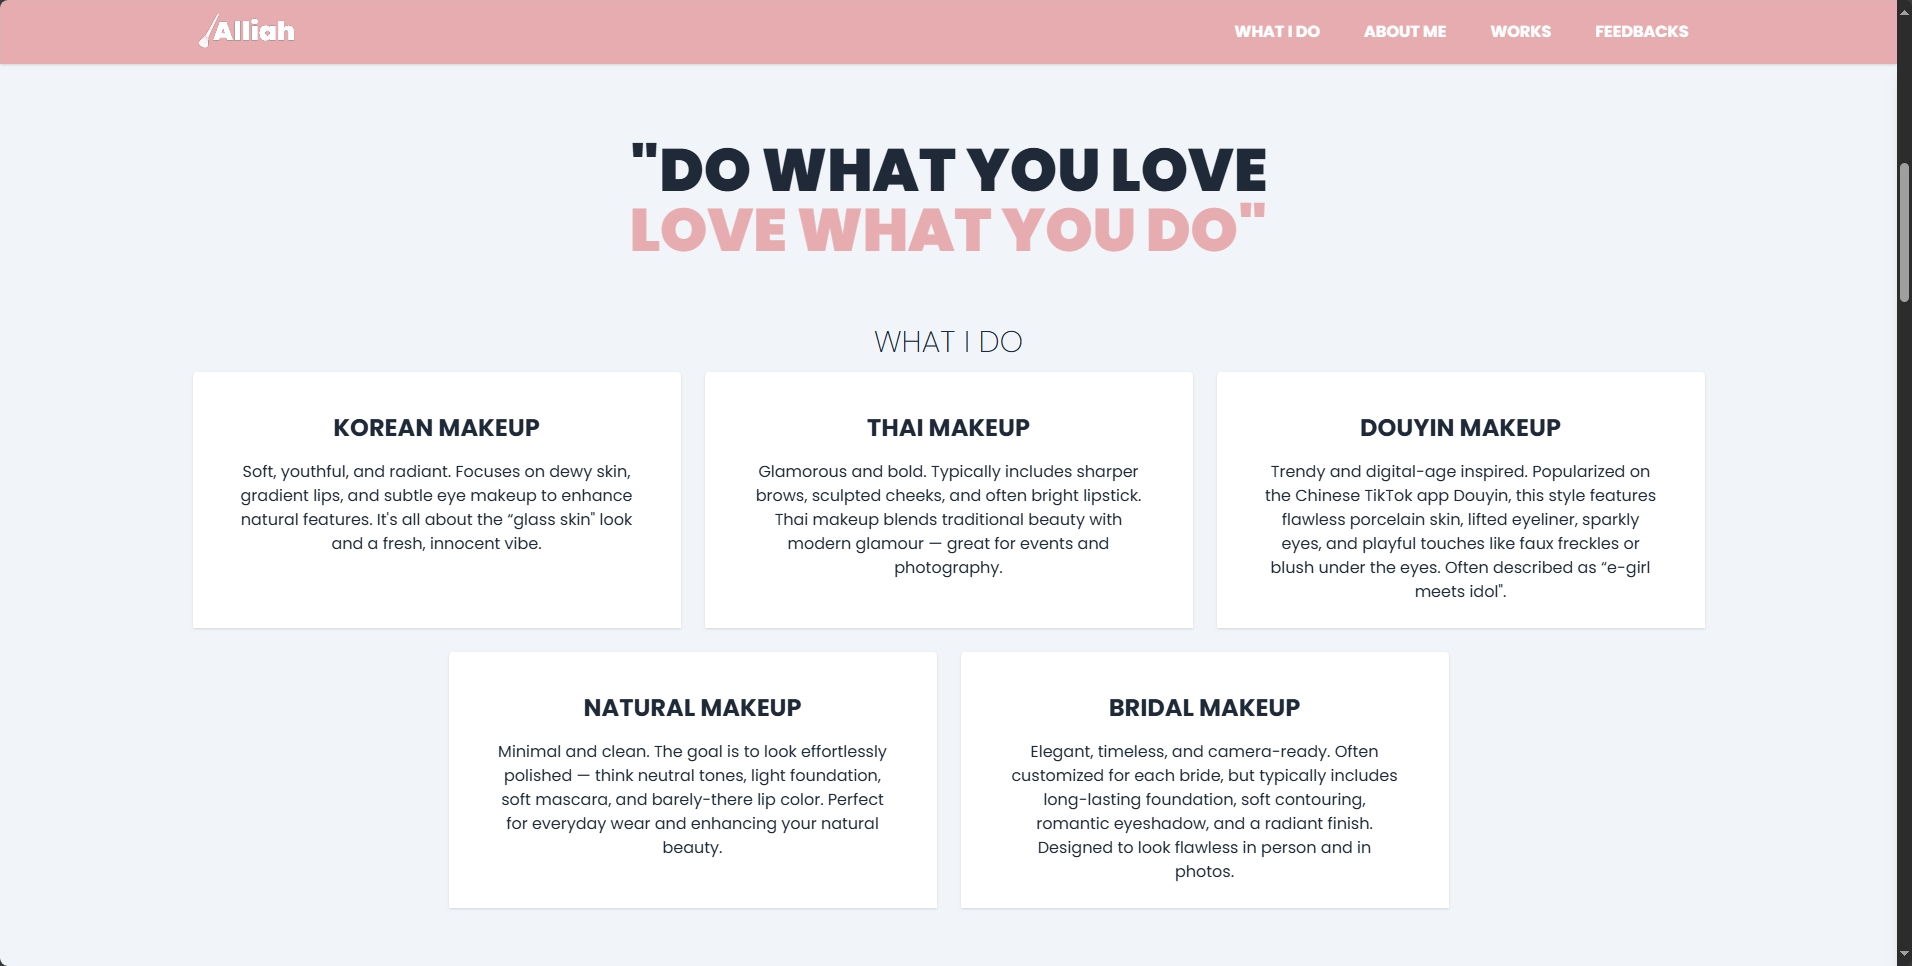 Alliah
WHAT I DO
ABOUT ME
WORKS
FEEDBACKS
"DO WHAT YOU LOVE
LOVE WHAT YOU DO"
WHAT I DO
KOREAN MAKEUP
Soft, youthful, and radiant. Focuses on dewy skin,
gradient lips, and subtle eye makeup to enhance
natural features. It's all about the “glass skin" look
and a fresh, innocent vibe.
THAI MAKEUP
Glamorous and bold. Typically includes sharper
brows, sculpted cheeks, and often bright lipstick.
Thai makeup blends traditional beauty with
modern glamour — great for events and
photography.
DOUYIN MAKEUP
Trendy and digital-age inspired. Popularized on
the Chinese TikTok app Douyin, this style features
flawless porcelain skin, lifted eyeliner, sparkly
eyes, and playful touches like faux freckles or
blush under the eyes. Often described as “e-girl
meets idol".
NATURAL MAKEUP
Minimal and clean. The goal is to look effortlessly
polished — think neutral tones, light foundation,
soft mascara, and barely-there lip color. Perfect
for everyday wear and enhancing your natural
beauty.
BRIDAL MAKEUP
Elegant, timeless, and camera-ready. Often
customized for each bride, but typically includes
long-lasting foundation, soft contouring,
romantic eyeshadow, and a radiant finish.
Designed to look flawless in person and in
photos.